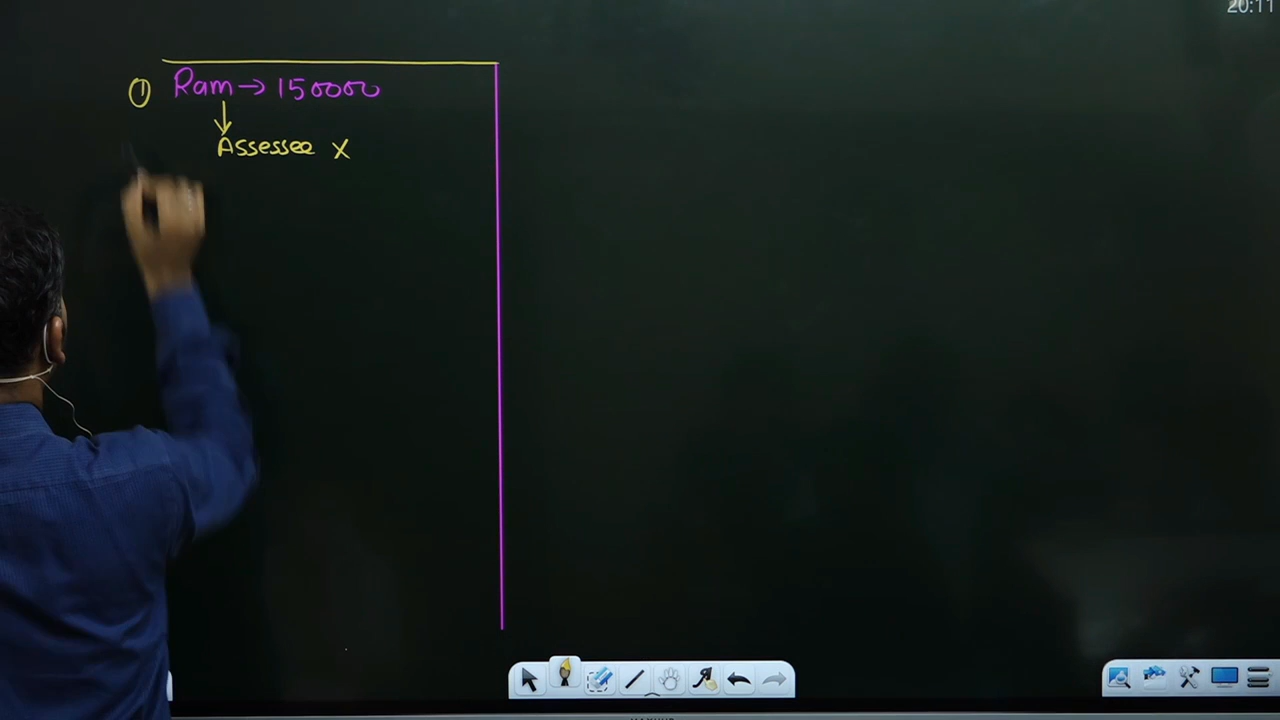 20:11
① Ram → 150000
↓
Assessee X